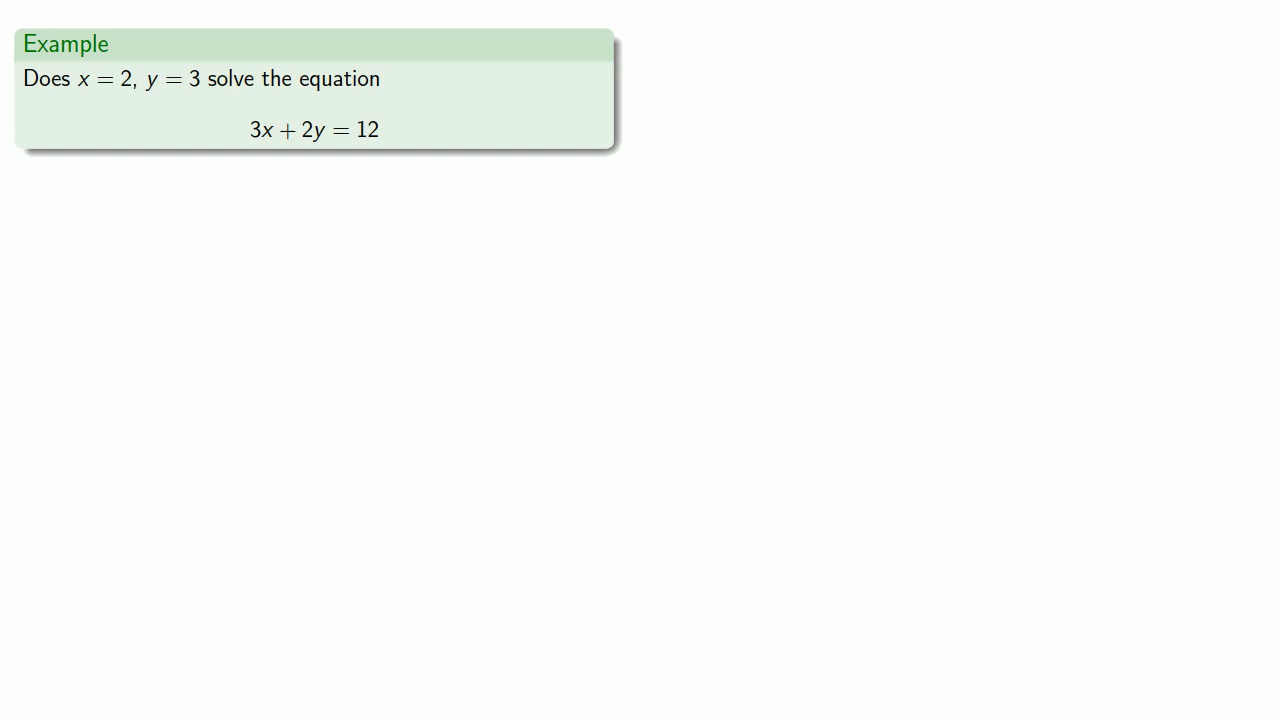 Example
Does x = 2, y = 3 solve the equation
3x + 2y = 12